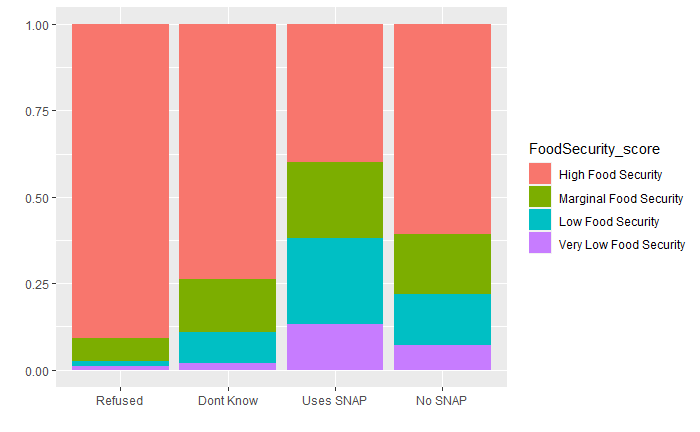 1.00
0.75
0.50
0.25
0.00
Refused
Dont Know
Uses SNAP
No SNAP
FoodSecurity_score
High Food Security
Marginal Food Security
Low Food Security
Very Low Food Security